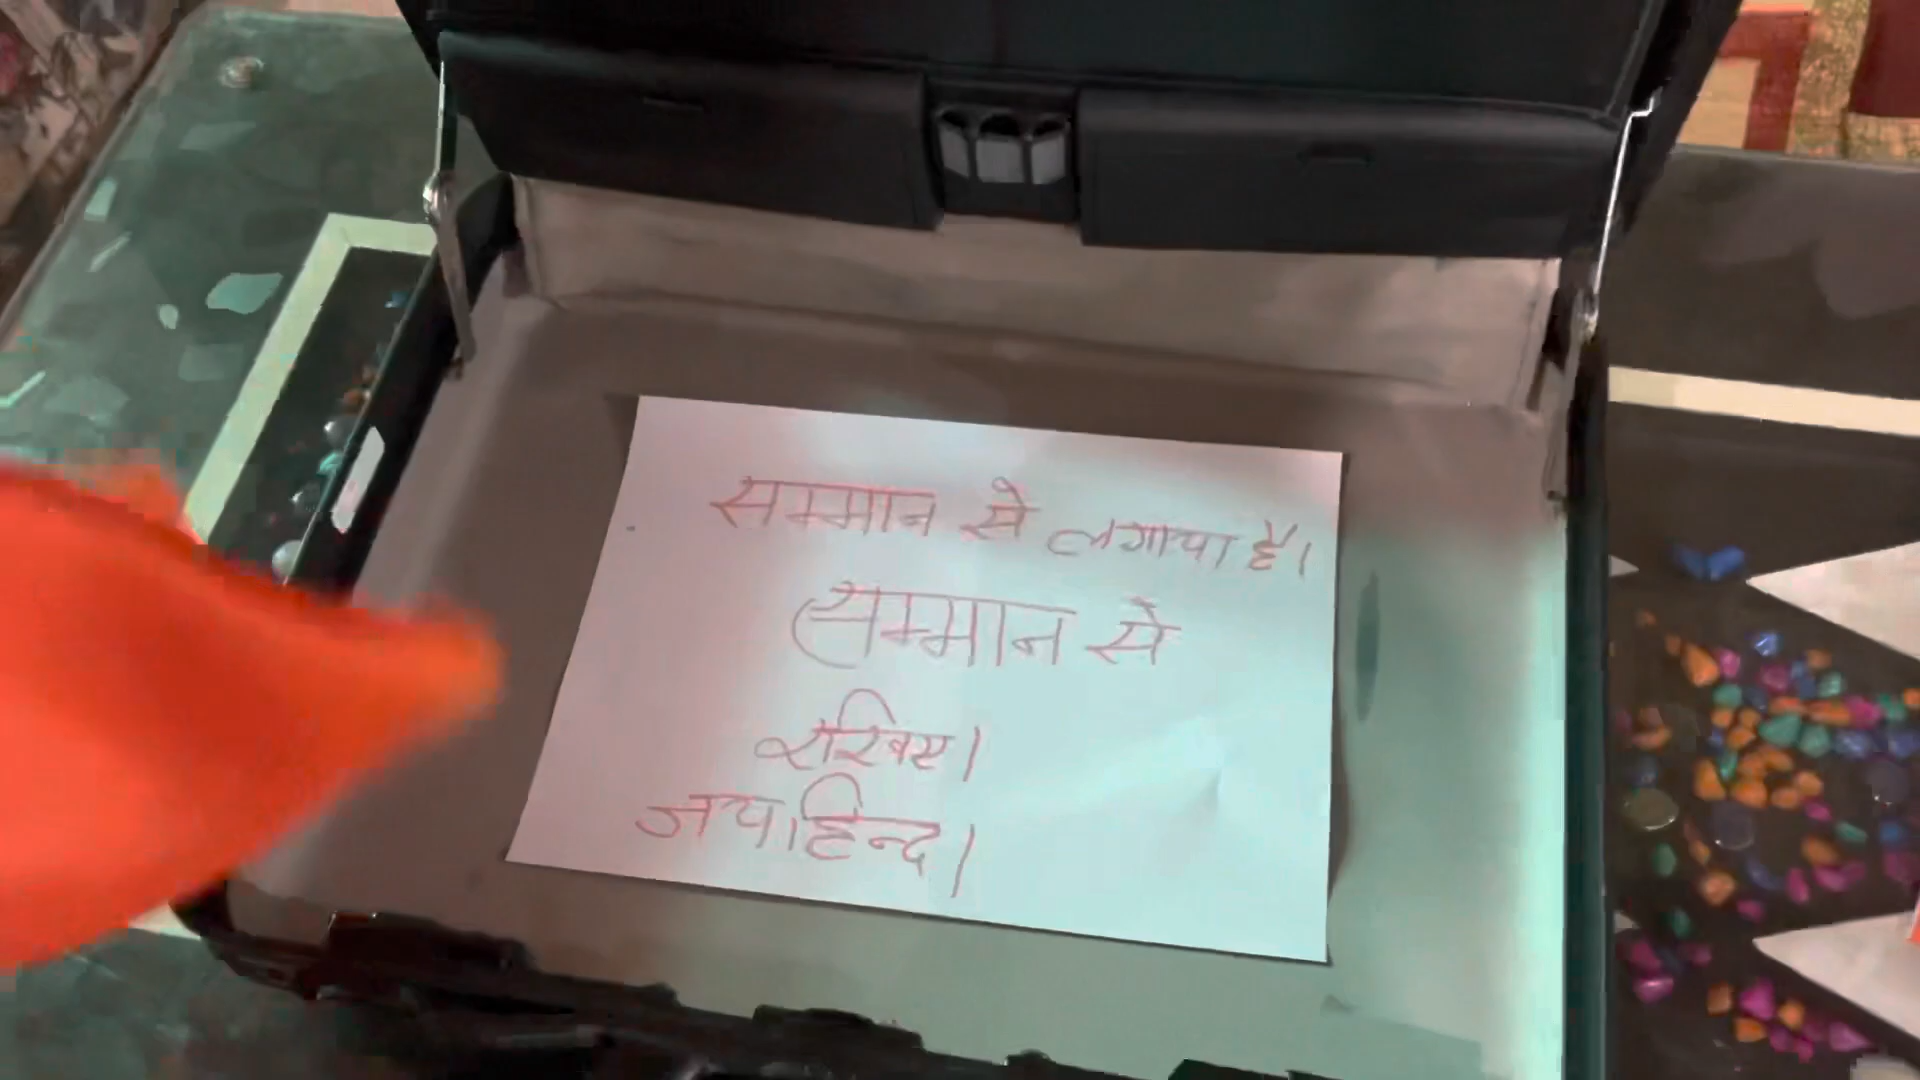 सम्मान से लगाया है।
सम्मान से
रखिए।
जय हिन्द।